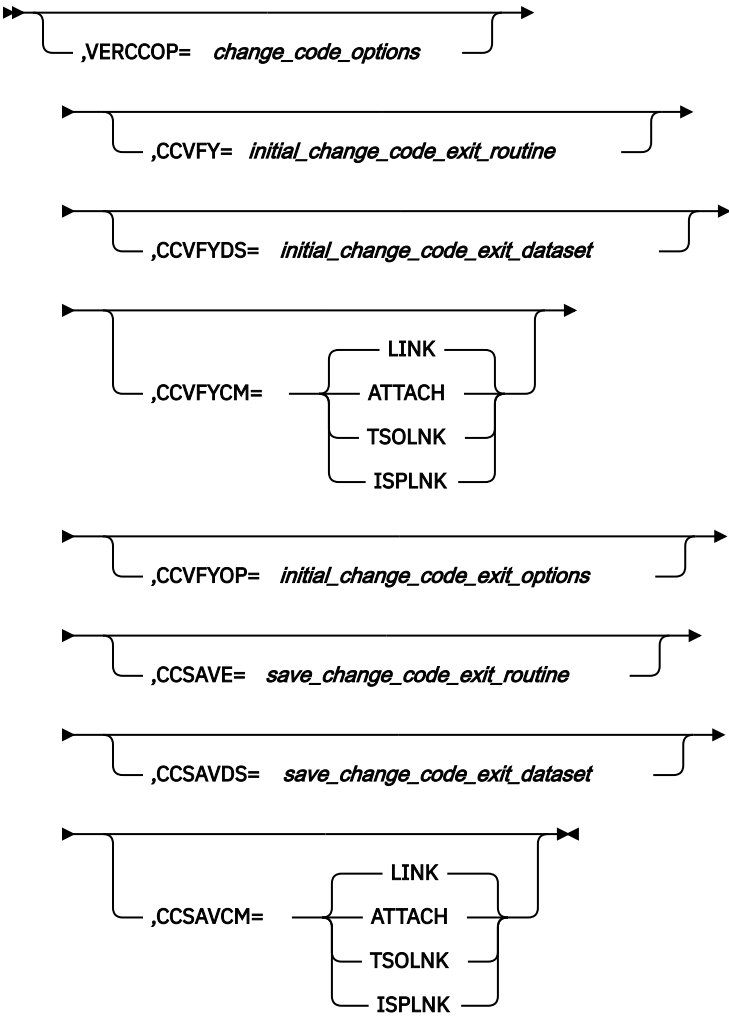 ,VERCCOP= change_code_options
,CCVFY= initial_change_code_exit_routine
,CCVFYDS= initial_change_code_exit_dataset
LINK
,CCVFYCM= ATTACH
TSOLNK
ISPLNK
,CCVFYOP= initial_change_code_exit_options
,CCSAVE= save_change_code_exit_routine
,CCSAVDS= save_change_code_exit_dataset
LINK
,CCSAVCM= ATTACH
TSOLNK
ISPLNK